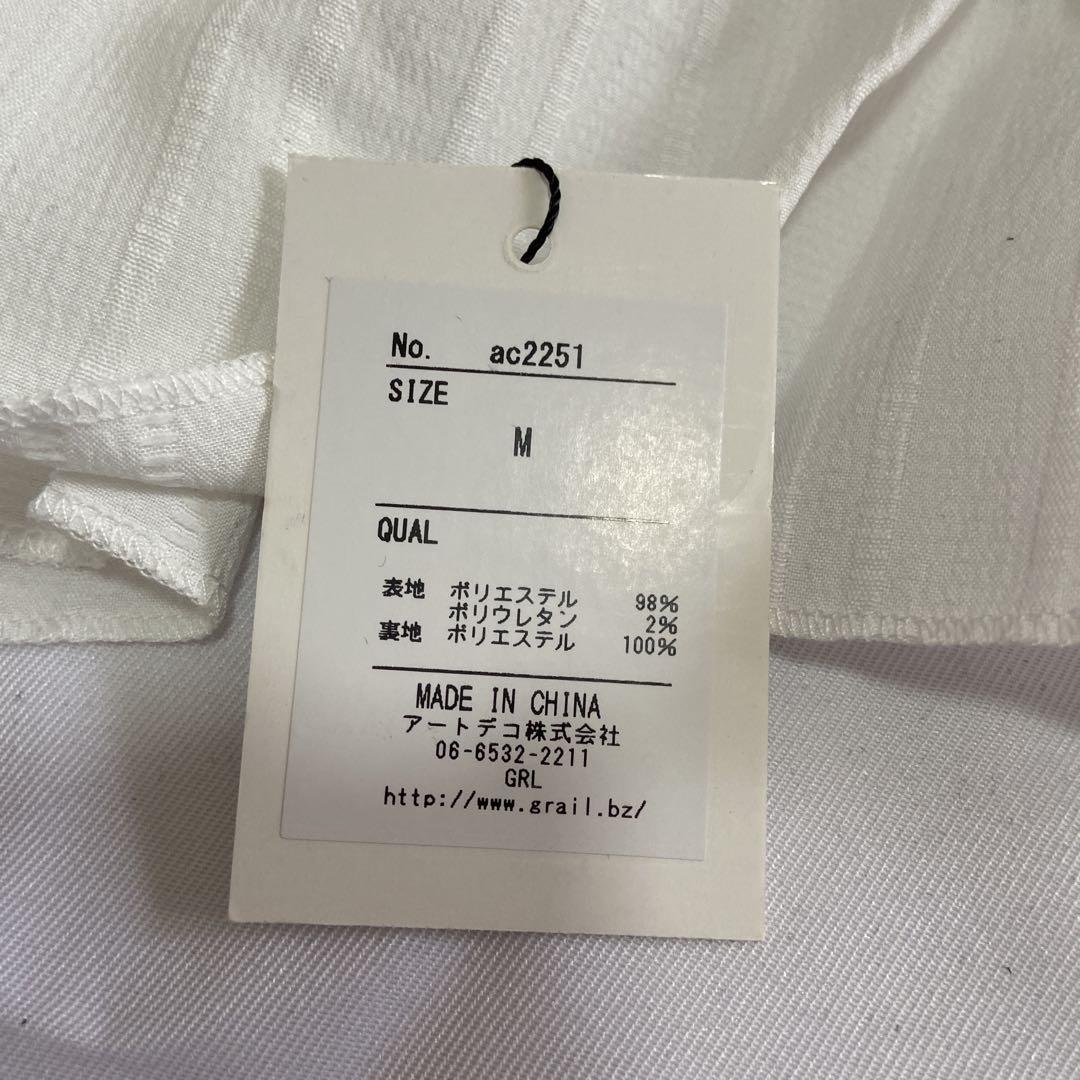 No. ac2251
SIZE
M
QUAL
表地 ポリエステル 98%
ポリウレタン 2%
裏地 ポリエステル 100%
MADE IN CHINA
アートデコ株式会社
06-6532-2211
GRL
http://www.grail.bz/